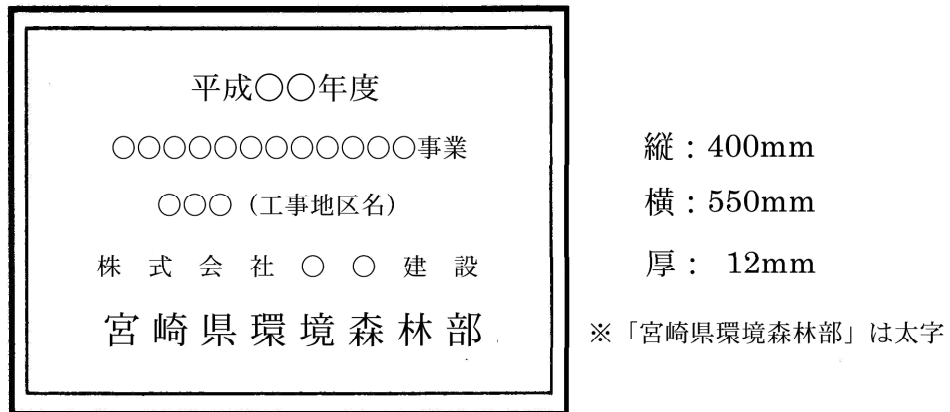 平成○○年度
○○○○○○○○○○○○事業
○○○（工事地区名）
株式会社○○建設
宮崎県環境森林部
縦：400mm
横：550mm
厚：12mm
※「宮崎県環境森林部」は太字